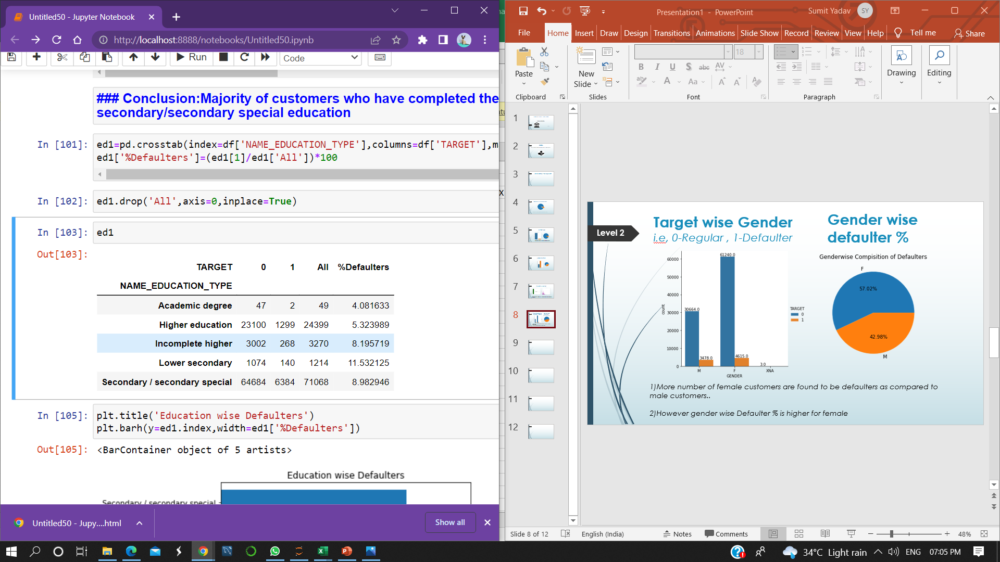 Untitled50 - Jupyter Notebook
http://localhost:8888/notebooks/Untitled50.ipynb
Run
Code
### Conclusion:Majority of customers who have completed the
secondary/secondary special education
In [101]:
ed1=pd.crosstab(index=df['NAME_EDUCATION_TYPE'],columns=df['TARGET'],m
ed1['%Defaulters']=(ed1[1]/ed1['All'])*100
In [102]:
ed1.drop('All',axis=0,inplace=True)
In [103]:
ed1
Out[103]:
TARGET 0 1 All %Defaulters
NAME_EDUCATION_TYPE
Academic degree 47 2 49 4.081633
Higher education 23100 1299 24399 5.323989
Incomplete higher 3002 268 3270 8.195719
Lower secondary 1074 140 1214 11.532125
Secondary / secondary special 64684 6384 71068 8.982946
In [105]:
plt.title('Education wise Defaulters')
plt.barh(y=ed1.index,width=ed1['%Defaulters'])
Out[105]:
<BarContainer object of 5 artists>
Education wise Defaulters
Secondary / secondary special
Untitled50 - Jupy....html
Show all
Presentation1 - PowerPoint
Sumit Yadav
SY
File Home Insert Draw Design Transitions Animations Slide Show Record Review View Help Tell me Share
Paste
Clipboard
New
Slide
Slides
18
B I U S abc AV
Aa
Font
Paragraph
Drawing
Editing
1
2
3
4
5
6
7
8
9
10
11
12
Level 2
Target wise Gender
i.e, 0-Regular , 1-Defaulter
Gender wise
defaulter %
Genderwise Compisition of Defaulters
61240.0
60000
50000
40000
30000
20000
10000
0
count
30664.0
3478.0
4615.0
3.0
M
F
XNA
GENDER
TARGET
0
1
F
57.02%
42.98%
M
1)More number of female customers are found to be defaulters as compared to
male customers..
2)However gender wise Defaulter % is higher for female
Slide 8 of 12
English (India)
Notes
Comments
48%
34°C Light rain
ENG
07:05 PM